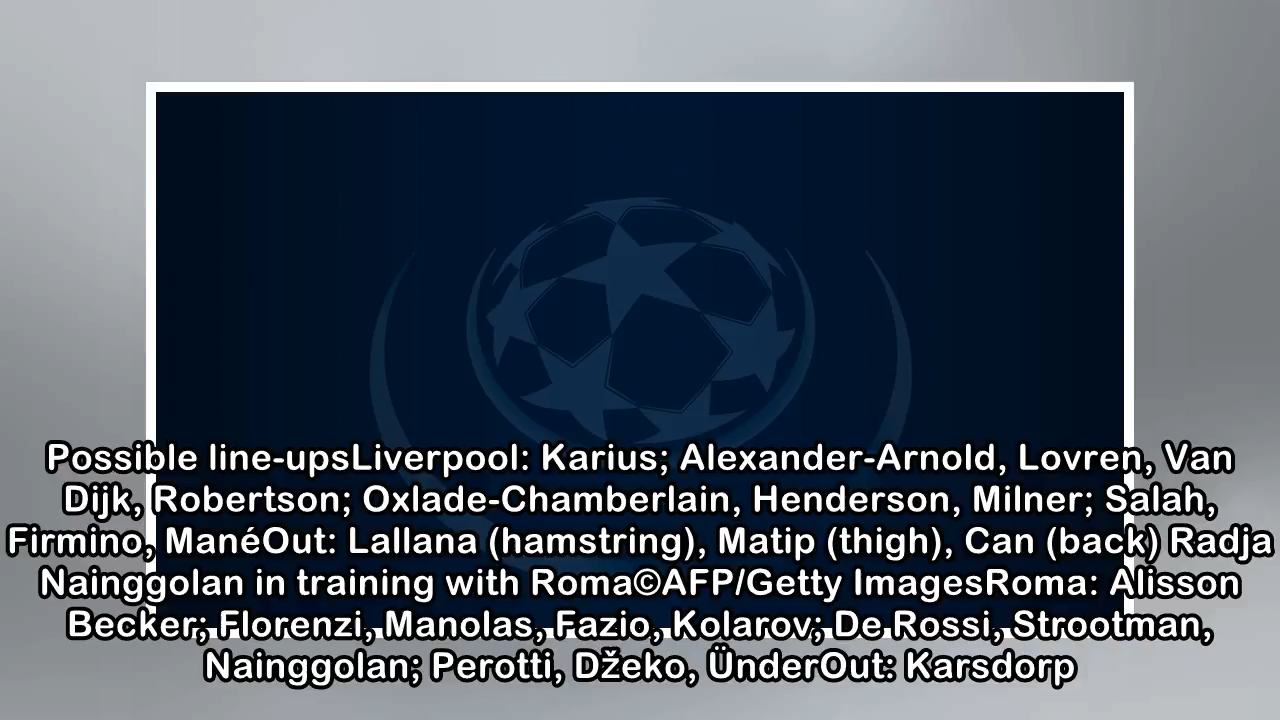 Possible line-upsLiverpool: Karius; Alexander-Arnold, Lovren, Van
Dijk, Robertson; Oxlade-Chamberlain, Henderson, Milner; Salah,
Firmino, ManéOut: Lallana (hamstring), Matip (thigh), Can (back) Radja
Nainggolan in training with Roma©AFP/Getty ImagesRoma: Alisson
Becker; Florenzi, Manolas, Fazio, Kolarov; De Rossi, Strootman,
Nainggolan; Perotti, Džeko, ÜnderOut: Karsdorp